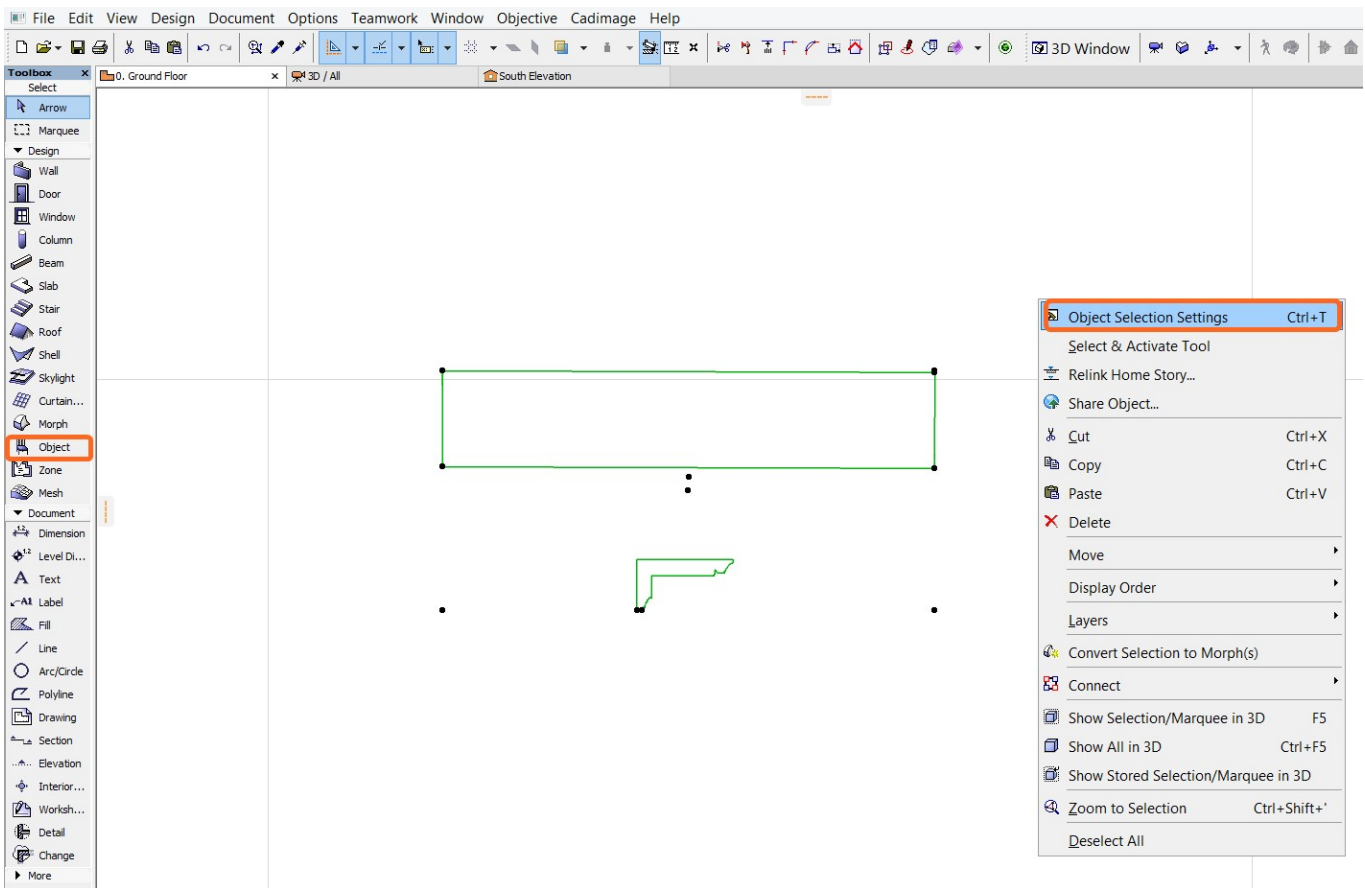 File Edit View Design Document Options Teamwork Window Objective Cadimage Help
3D Window
Toolbox x
0. Ground Floor x
3D / All
South Elevation
Select
Arrow
Marquee
Design
Wall
Door
Window
Column
Beam
Slab
Stair
Roof
Shell
Skylight
Curtain...
Morph
Object
Zone
Mesh
Document
1.2 Dimension
1.2 Level Di...
A Text
A1 Label
Fill
Line
Arc/Circle
Polyline
Drawing
Section
Elevation
Interior...
Worksh...
Detail
Change
More
Object Selection Settings Ctrl+T
Select & Activate Tool
Relink Home Story...
Share Object...
Cut Ctrl+X
Copy Ctrl+C
Paste Ctrl+V
Delete
Move
Display Order
Layers
Convert Selection to Morph(s)
Connect
Show Selection/Marquee in 3D F5
Show All in 3D Ctrl+F5
Show Stored Selection/Marquee in 3D
Zoom to Selection Ctrl+Shift+'
Deselect All